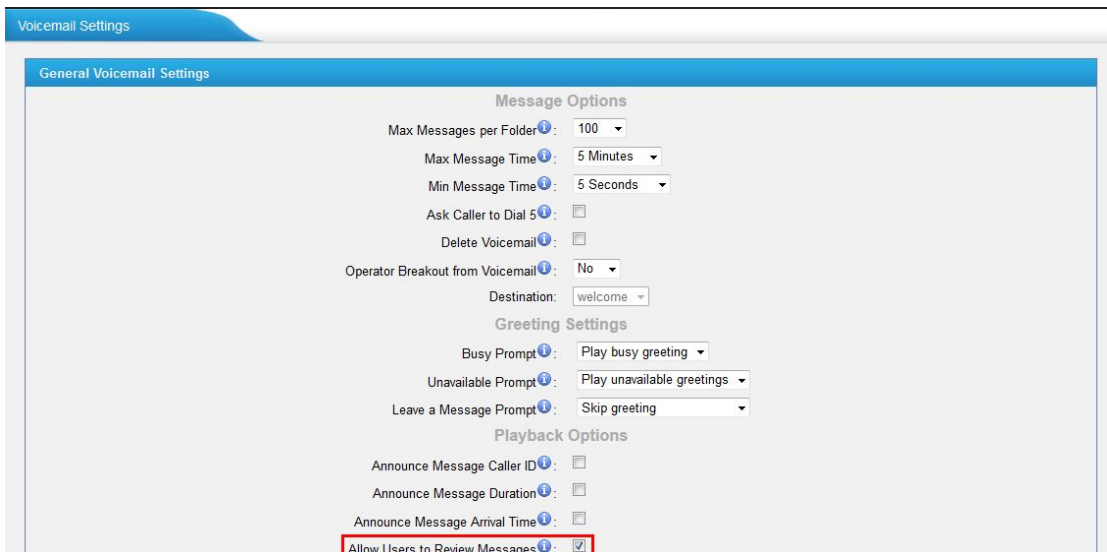 Voicemail Settings
General Voicemail Settings
Message Options
Max Messages per Folder i : 100
Max Message Time i : 5 Minutes
Min Message Time i : 5 Seconds
Ask Caller to Dial 5 i :
Delete Voicemail i :
Operator Breakout from Voicemail i : No
Destination: welcome
Greeting Settings
Busy Prompt i : Play busy greeting
Unavailable Prompt i : Play unavailable greetings
Leave a Message Prompt i : Skip greeting
Playback Options
Announce Message Caller ID i :
Announce Message Duration i :
Announce Message Arrival Time i :
Allow Users to Review Messages i :